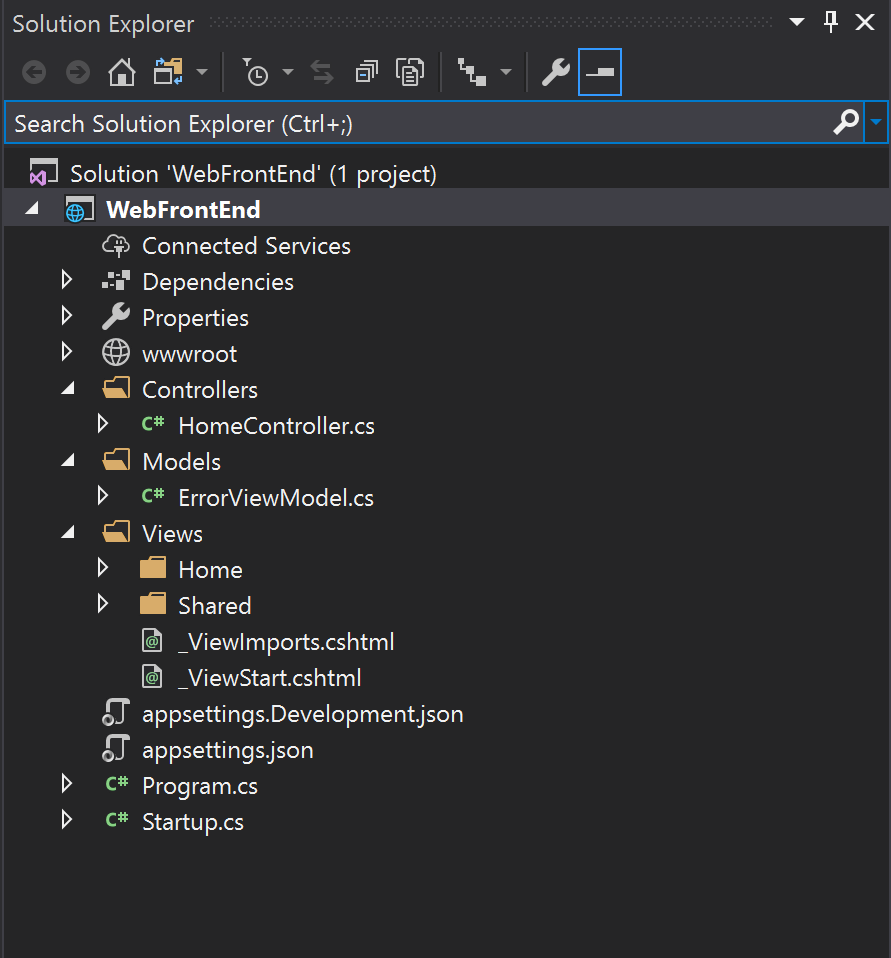 Solution Explorer
Search Solution Explorer (Ctrl+;)
Solution 'WebFrontEnd' (1 project)
WebFrontEnd
Connected Services
Dependencies
Properties
wwwroot
Controllers
C# HomeController.cs
Models
C# ErrorViewModel.cs
Views
Home
Shared
@ _ViewImports.cshtml
@ _ViewStart.cshtml
appsettings.Development.json
appsettings.json
C# Program.cs
C# Startup.cs